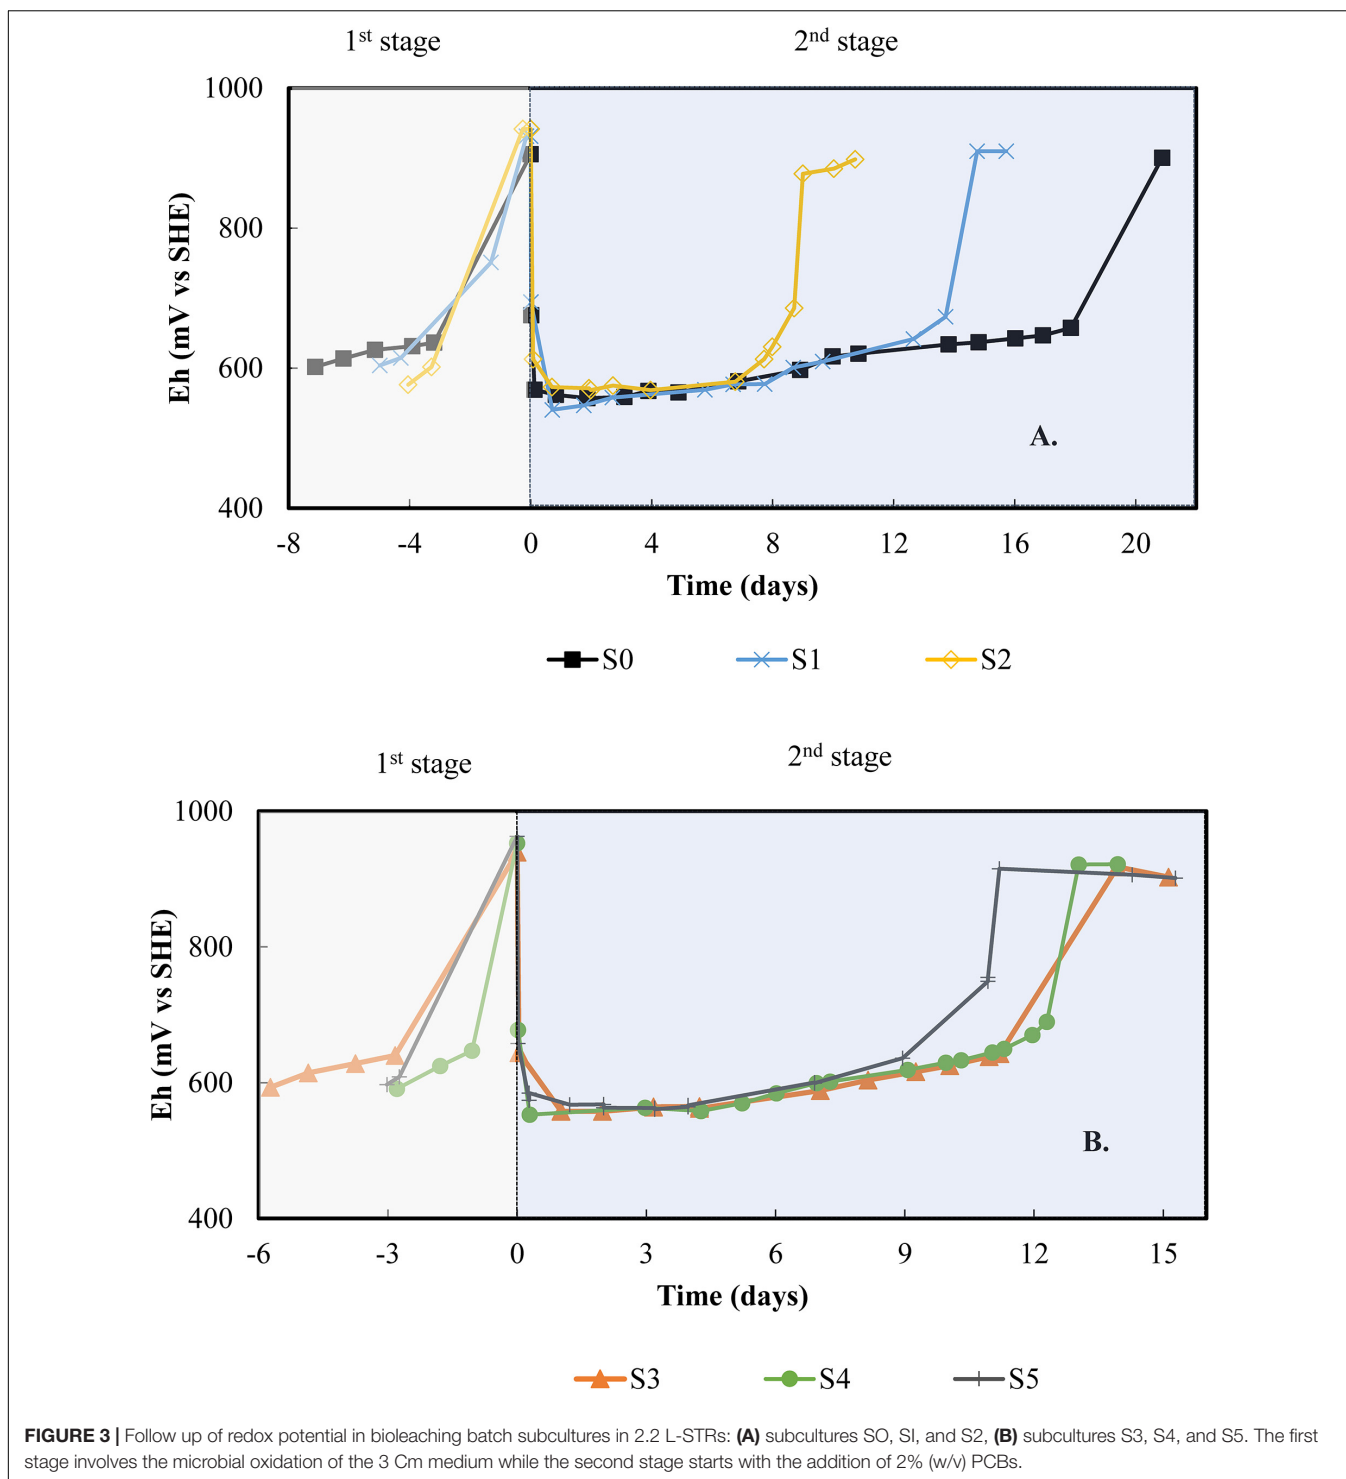 1st stage
2nd stage
1000
800
600
400
Eh (mV vs SHE)
A.
-8 -4 0 4 8 12 16 20
Time (days)
S0 S1 S2
1st stage
2nd stage
1000
800
600
400
Eh (mV vs SHE)
B.
-6 -3 0 3 6 9 12 15
Time (days)
S3 S4 S5
FIGURE 3 | Follow up of redox potential in bioleaching batch subcultures in 2.2 L-STRs: (A) subcultures SO, SI, and S2, (B) subcultures S3, S4, and S5. The first
stage involves the microbial oxidation of the 3 Cm medium while the second stage starts with the addition of 2% (w/v) PCBs.